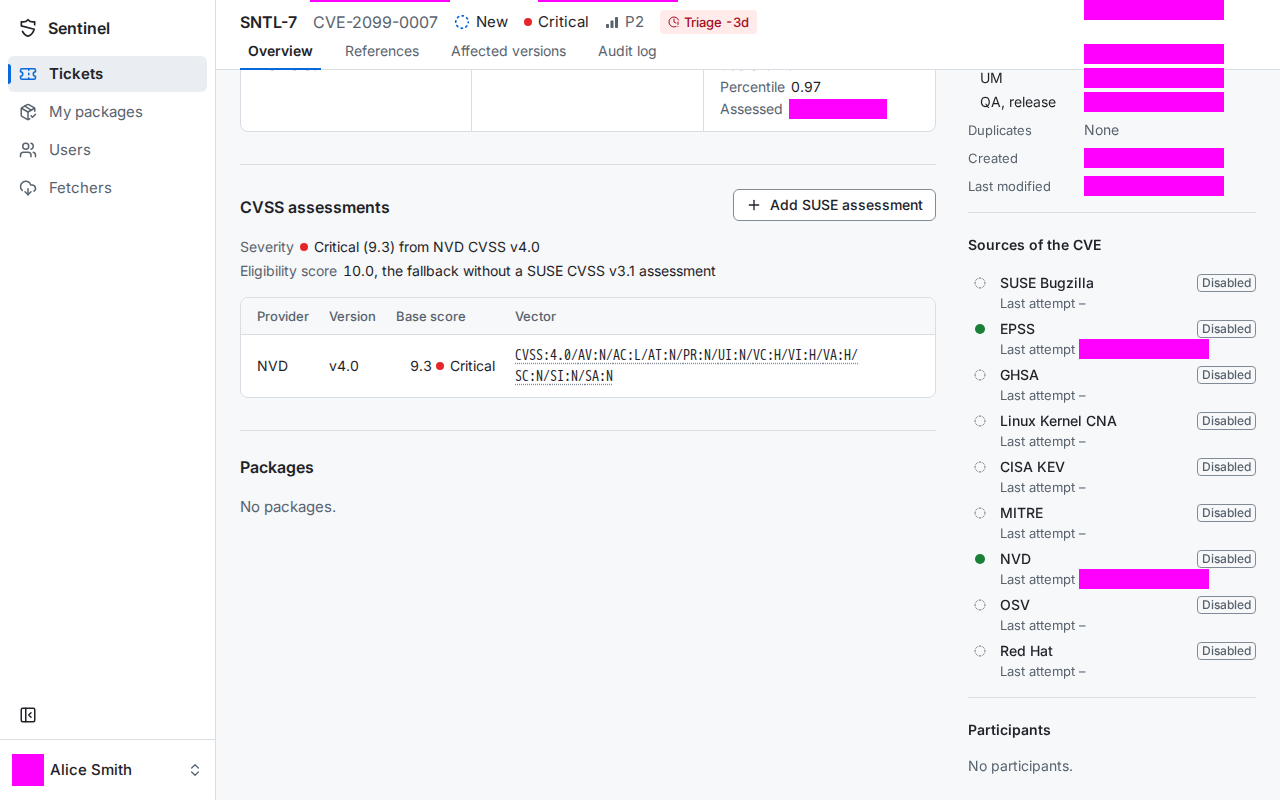 Sentinel
Tickets
My packages
Users
Fetchers
Alice Smith
SNTL-7 CVE-2099-0007 New Critical P2 Triage -3d
Overview References Affected versions Audit log
Percentile 0.97
Assessed
CVSS assessments
Add SUSE assessment
Severity Critical (9.3) from NVD CVSS v4.0
Eligibility score 10.0, the fallback without a SUSE CVSS v3.1 assessment
Provider Version Base score Vector
NVD v4.0 9.3 Critical CVSS:4.0/AV:N/AC:L/AT:N/PR:N/UI:N/VC:H/VI:H/VA:H/
SC:N/SI:N/SA:N
Packages
No packages.
UM
QA, release
Duplicates None
Created
Last modified
Sources of the CVE
SUSE Bugzilla Disabled
Last attempt –
EPSS Disabled
Last attempt
GHSA Disabled
Last attempt –
Linux Kernel CNA Disabled
Last attempt –
CISA KEV Disabled
Last attempt –
MITRE Disabled
Last attempt –
NVD Disabled
Last attempt
OSV Disabled
Last attempt –
Red Hat Disabled
Last attempt –
Participants
No participants.